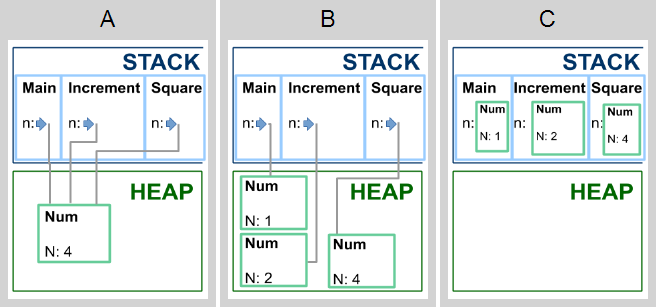 A
STACK
Main Increment Square
n: n: n:
HEAP
Num
N: 4
B
STACK
Main Increment Square
n: n: n:
HEAP
Num
N: 1
Num
N: 2
Num
N: 4
C
STACK
Main Increment Square
n: Num N: 1
n: Num N: 2
n: Num N: 4
HEAP